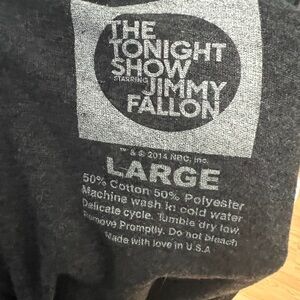 THE
TONIGHT
SHOW
STARRING JIMMY
FALLON
™ & © 2014 NBC, Inc.
LARGE
50% Cotton 50% Polyester
Machine wash in cold water
Delicate cycle. Tumble dry low.
Remove Promptly. Do not bleach
Made with love in U.S.A